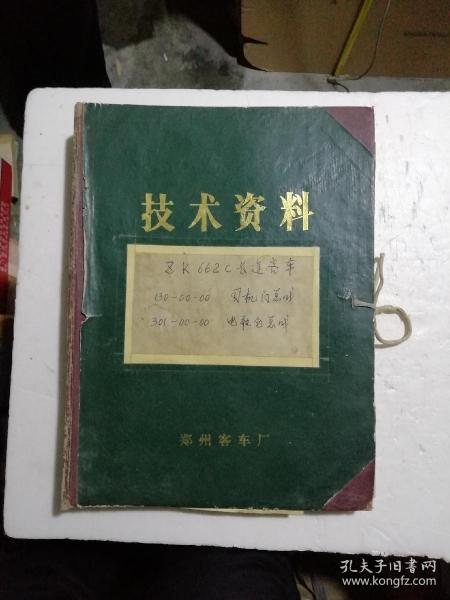 技术资料
ZK662C长途客车
130-00-00 司机门总成
301-00-00 电瓶仓总成
郑州客车厂
孔夫子旧书网
www.kongfz.com